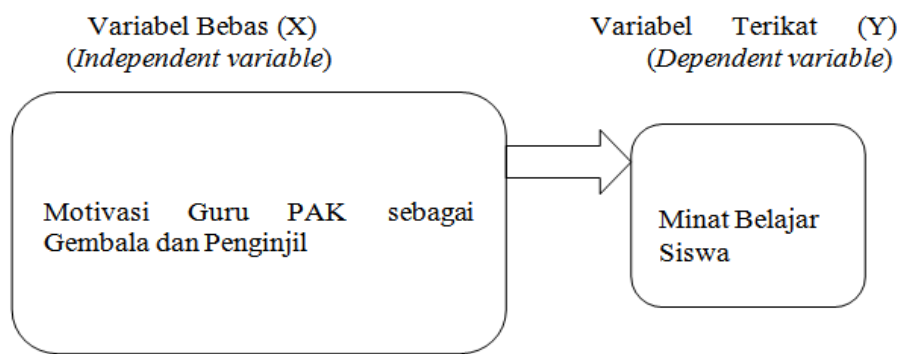 Variabel Bebas (X)
(Independent variable)
Variabel Terikat (Y)
(Dependent variable)
Motivasi Guru PAK sebagai
Gembala dan Penginjil
Minat Belajar
Siswa